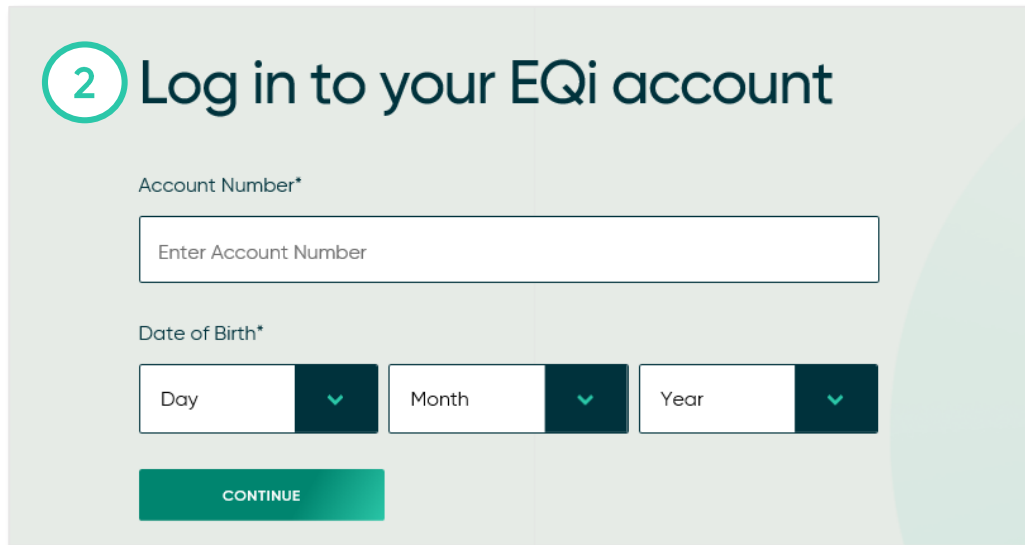 2 Log in to your EQi account
Account Number*
Enter Account Number
Date of Birth*
Day Month Year
CONTINUE